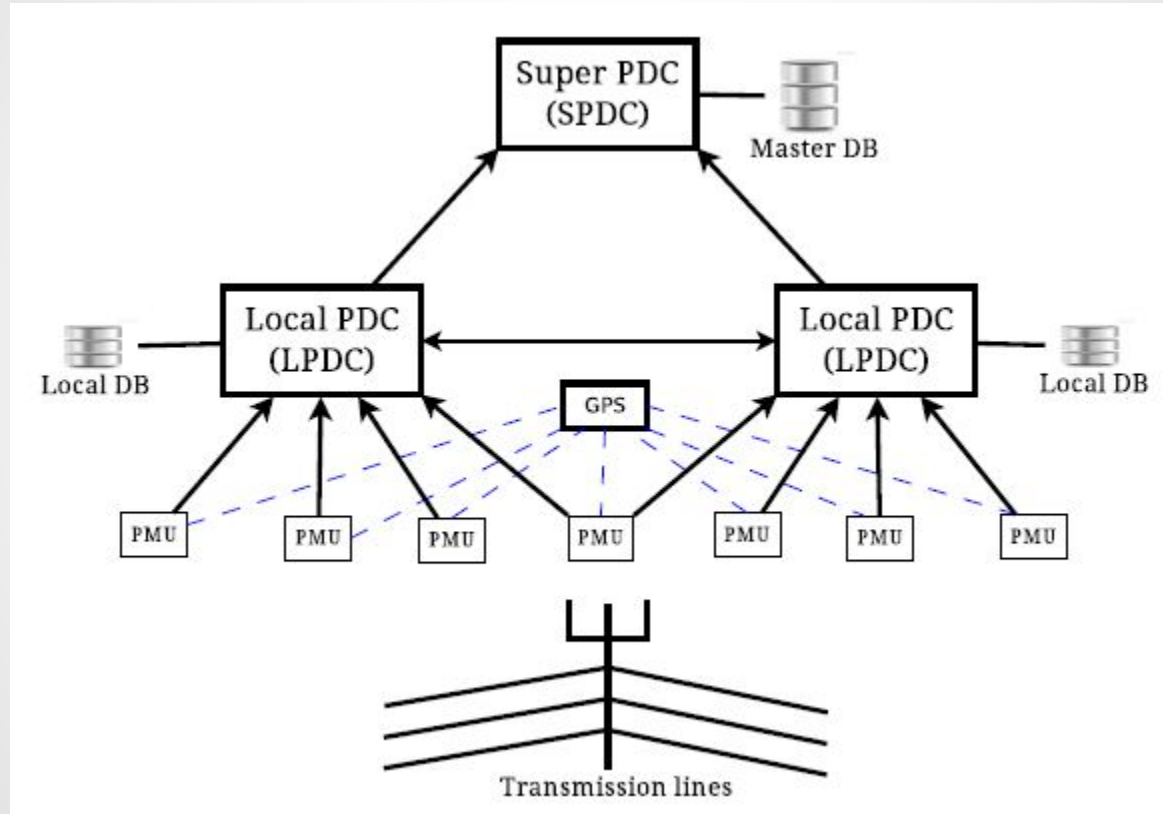 Super PDC
(SPDC)
Master DB
Local PDC
(LPDC)
Local PDC
(LPDC)
Local DB
Local DB
GPS
PMU
PMU
PMU
PMU
PMU
PMU
PMU
Transmission lines